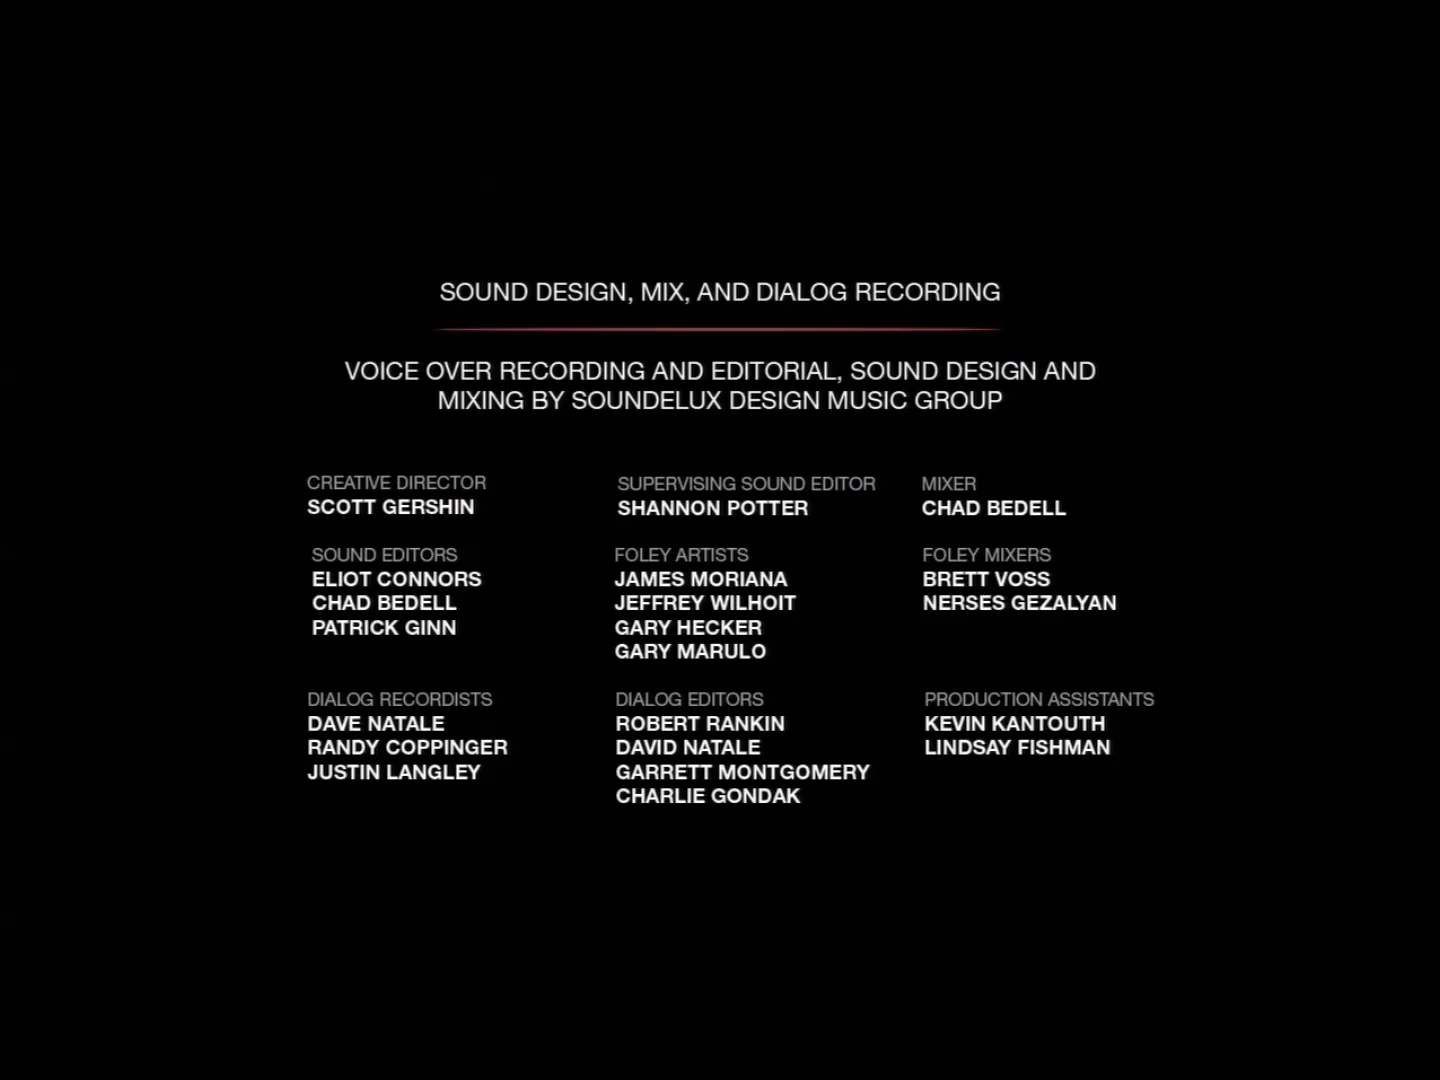 SOUND DESIGN, MIX, AND DIALOG RECORDING
VOICE OVER RECORDING AND EDITORIAL, SOUND DESIGN AND
MIXING BY SOUNDELUX DESIGN MUSIC GROUP
CREATIVE DIRECTOR
SCOTT GERSHIN
SUPERVISING SOUND EDITOR
SHANNON POTTER
MIXER
CHAD BEDELL
SOUND EDITORS
ELIOT CONNORS
CHAD BEDELL
PATRICK GINN
FOLEY ARTISTS
JAMES MORIANA
JEFFREY WILHOIT
GARY HECKER
GARY MARULO
FOLEY MIXERS
BRETT VOSS
NERSES GEZALYAN
DIALOG RECORDISTS
DAVE NATALE
RANDY COPPINGER
JUSTIN LANGLEY
DIALOG EDITORS
ROBERT RANKIN
DAVID NATALE
GARRETT MONTGOMERY
CHARLIE GONDAK
PRODUCTION ASSISTANTS
KEVIN KANTOUTH
LINDSAY FISHMAN